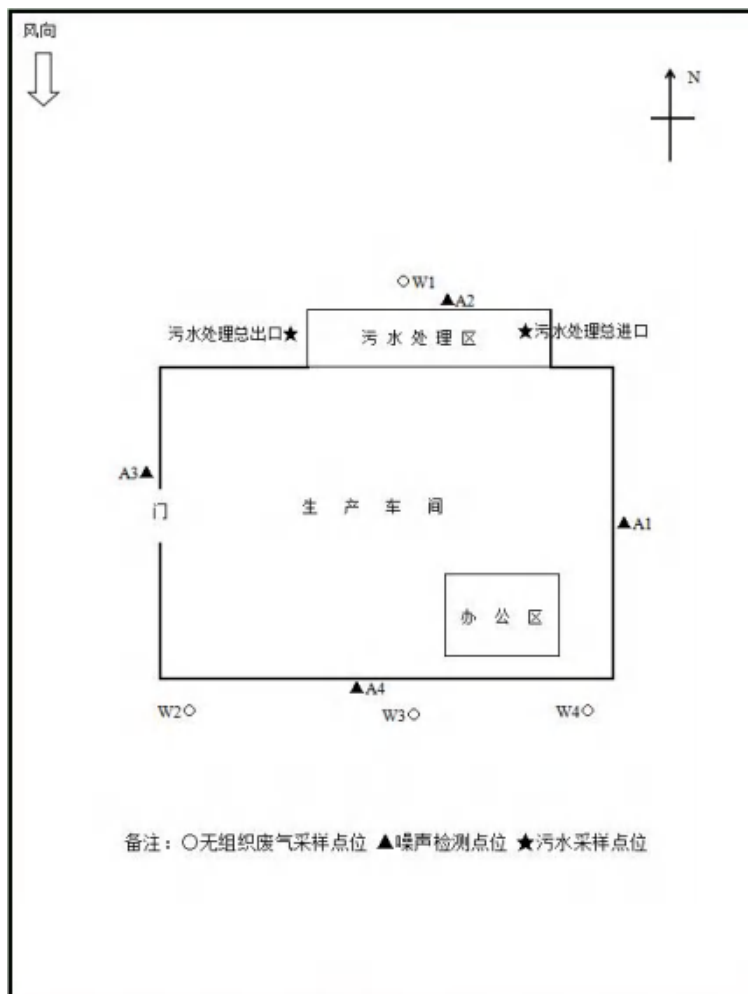 风向
N
W1
A2
污水处理总出口★
污水处理区
★污水处理总进口
A3
门
生产车间
A1
办公区
A4
W2
W3
W4
备注：○无组织废气采样点位 ▲噪声检测点位 ★污水采样点位